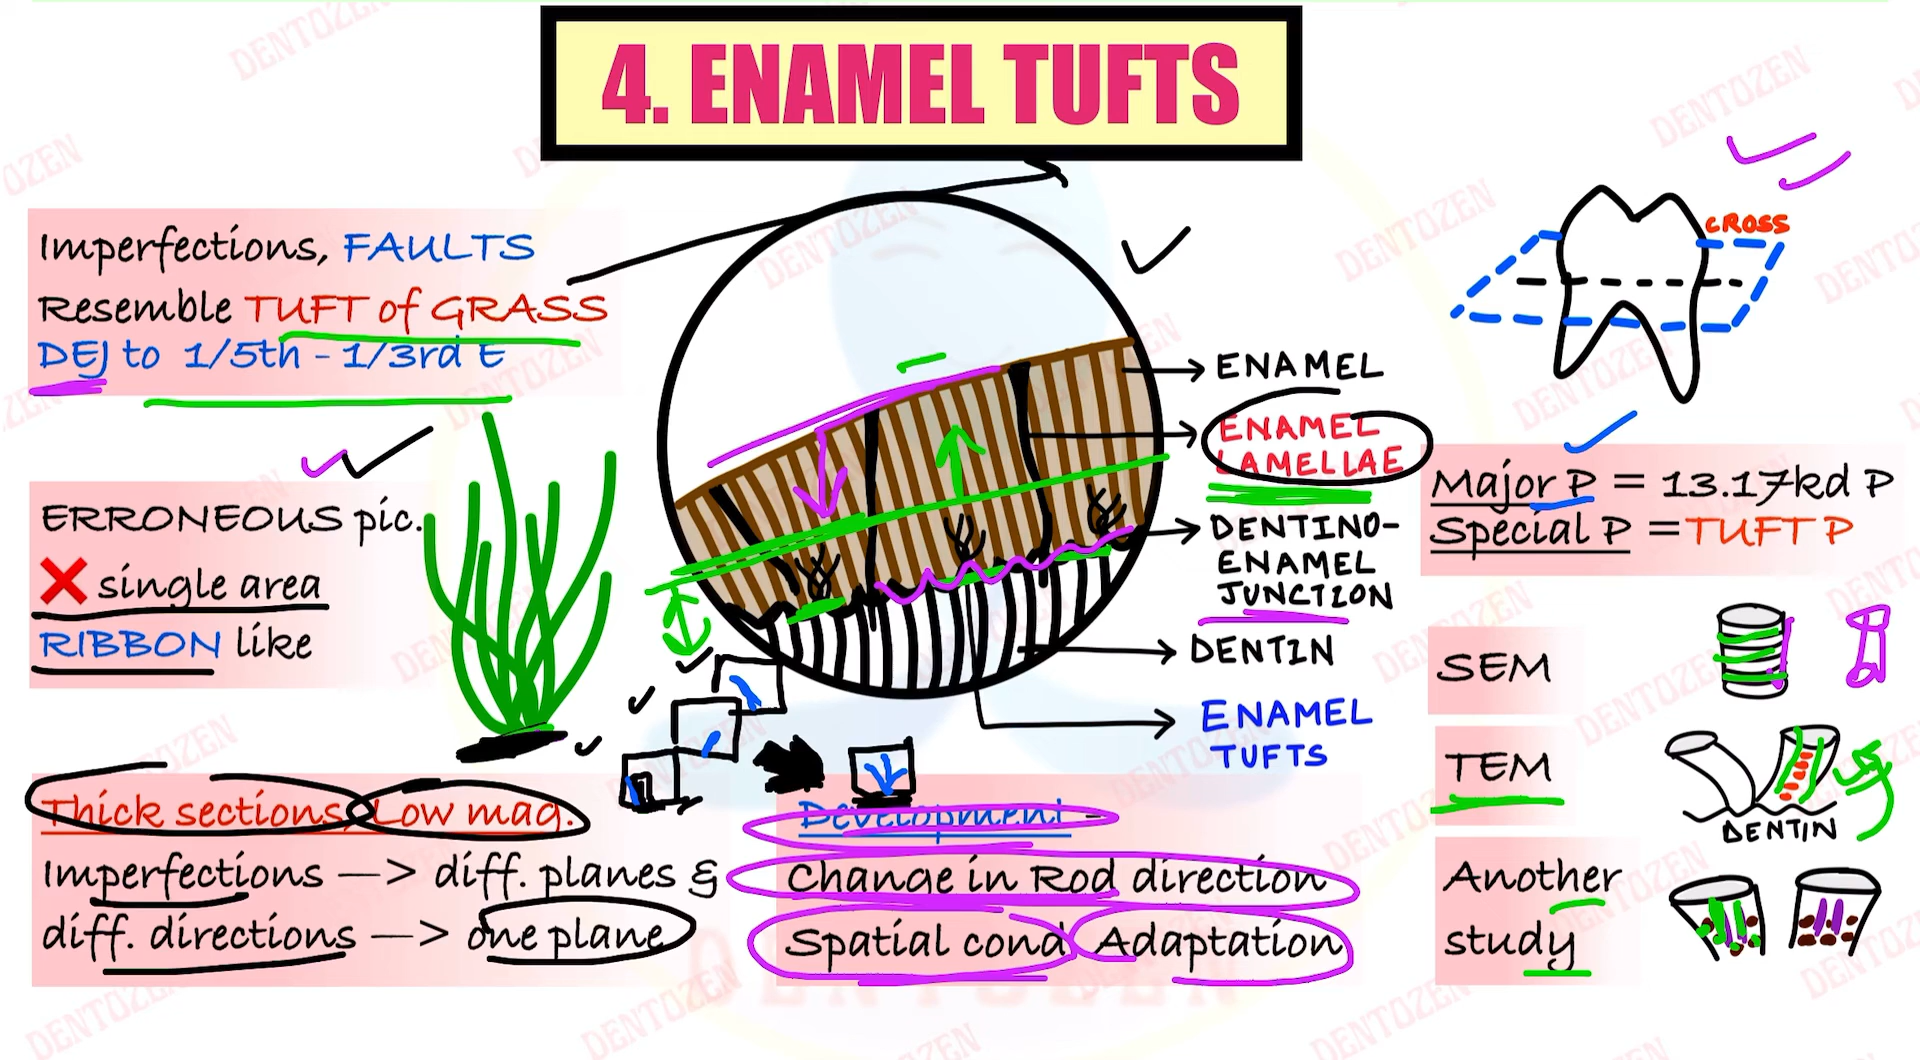 4. ENAMEL TUFTS
Imperfections, FAULTS
Resemble TUFT of GRASS
DEJ to 1/5th - 1/3rd E
ERRONEOUS pic.
❌ single area
RIBBON like
Thick sections, Low mag.
Imperfections —> diff. planes &
diff. directions —> one plane
ENAMEL
ENAMEL
LAMELLAE
DENTINO-
ENAMEL
JUNCTION
DENTIN
ENAMEL
TUFTS
Development -
Change in Rod direction
Spatial cond Adaptation
CROSS
Major P = 13.17kd P
Special P = TUFT P
SEM
TEM
DENTIN
Another
study
DENTOZEN